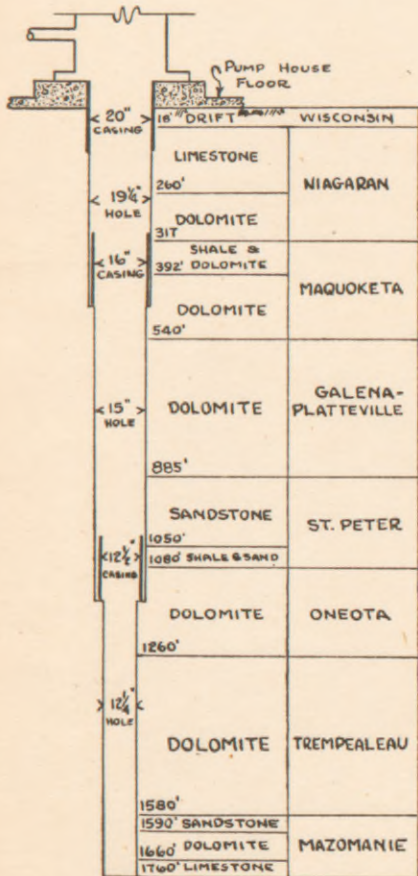 PUMP HOUSE
FLOOR
20"
CASING
18' DRIFT
WISCONSIN
LIMESTONE
260'
NIAGARAN
19¼"
HOLE
DOLOMITE
317
16"
CASING
SHALE &
392' DOLOMITE
MAQUOKETA
DOLOMITE
540'
15"
HOLE
DOLOMITE
GALENA-
PLATTEVILLE
885'
SANDSTONE
1050'
ST. PETER
12¼"
CASING
1080' SHALE & SAND
DOLOMITE
ONEOTA
1260'
12¼"
HOLE
DOLOMITE
TREMPEALEAU
1580'
1590' SANDSTONE
1660' DOLOMITE
MAZOMANIE
1760' LIMESTONE